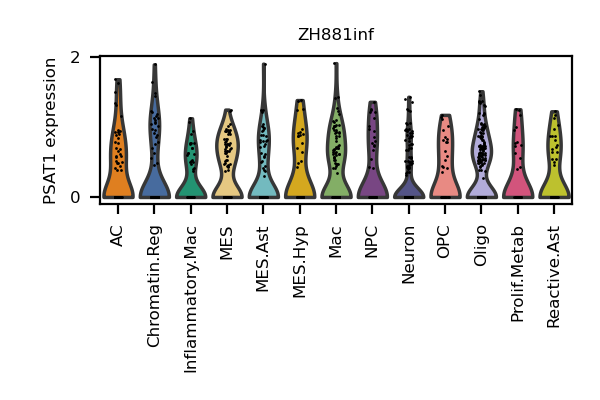 ZH881inf
PSAT1 expression
2
0
AC
Chromatin.Reg
Inflammatory.Mac
MES
MES.Ast
MES.Hyp
Mac
NPC
Neuron
OPC
Oligo
Prolif.Metab
Reactive.Ast